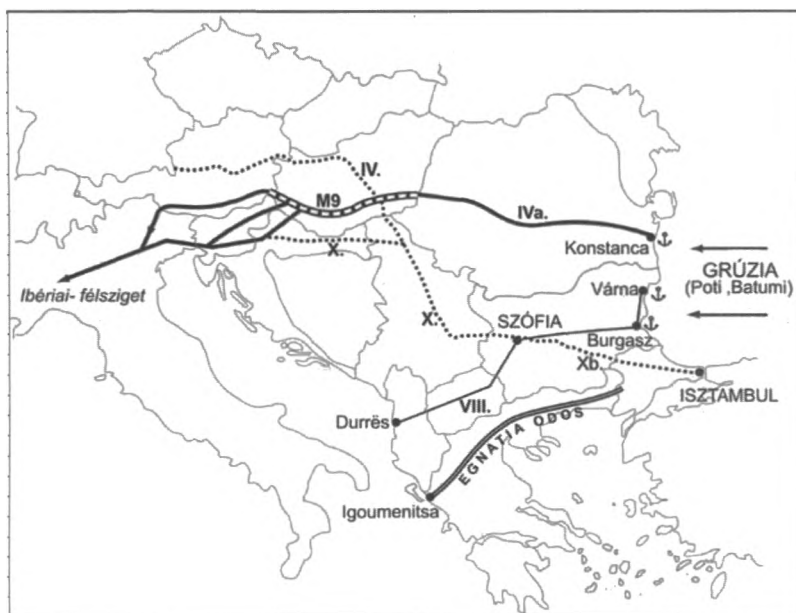 IV.
M9
IVa.
Konstanca
X.
Ibériai- félsziget
GRÚZIA
(Poti ,Batumi)
Várna
X.
SZÓFIA
Burgasz
Xb.
ISZTAMBUL
VIII.
Durrës
EGNATIA ODOS
Igoumenitsa